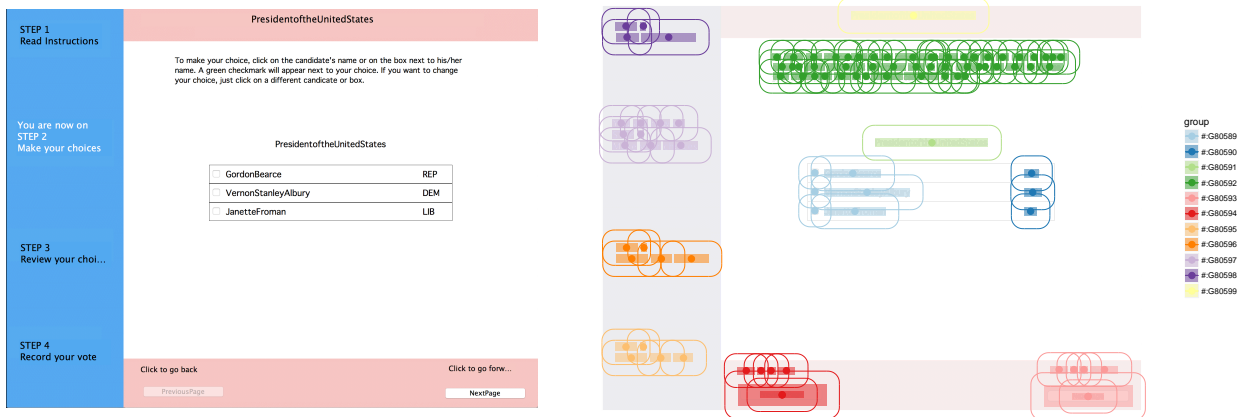 PresidentoftheUnitedStates
STEP 1
Read Instructions
To make your choice, click on the candidate's name or on the box next to his/her
name. A green checkmark will appear next to your choice. If you want to change
your choice, just click on a different candicate or box.
You are now on
STEP 2
Make your choices
PresidentoftheUnitedStates
GordonBearce REP
VernonStanleyAlbury DEM
JanetteFroman LIB
STEP 3
Review your choi...
STEP 4
Record your vote
Click to go back
Click to go forw...
PreviousPage
NextPage
group
#:G80589
#:G80590
#:G80591
#:G80592
#:G80593
#:G80594
#:G80595
#:G80596
#:G80597
#:G80598
#:G80599